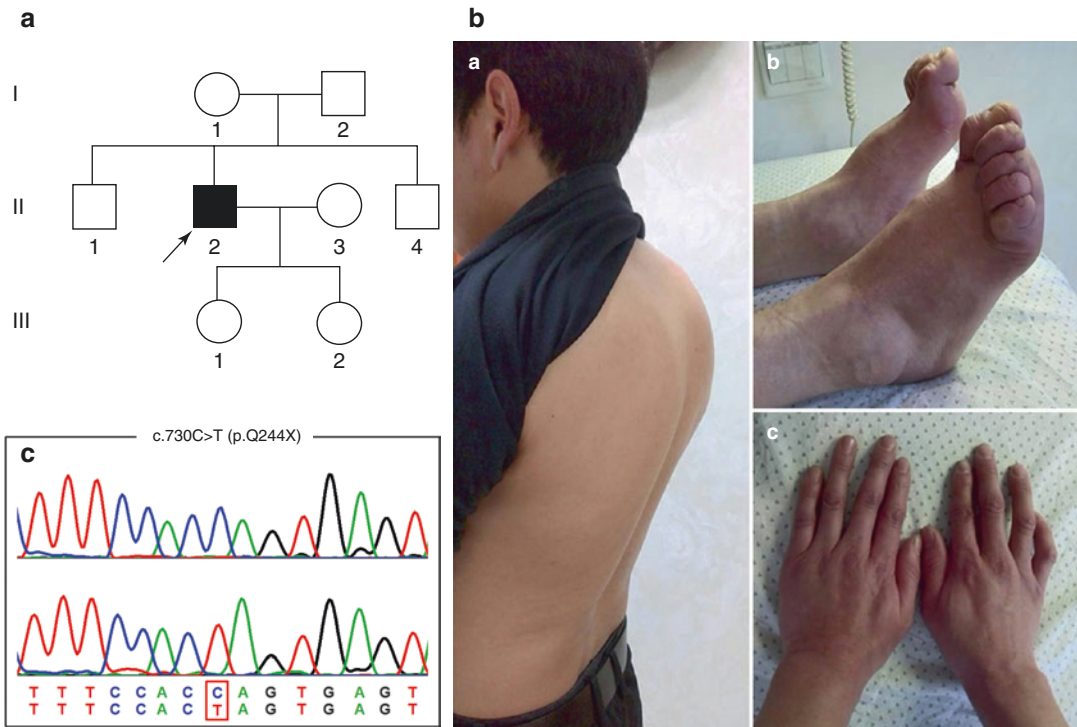 a
I
1 2
II
1 2 3 4
III
1 2
b
a
b
c
c.730C>T (p.Q244X)
c
T T T C C A C C A G T G A G T
T T T C C A C T A G T G A G T